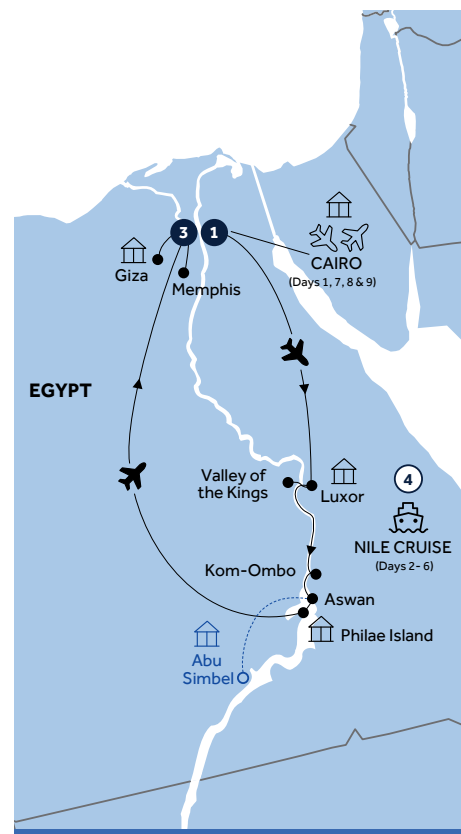 3
1
Giza
Memphis
CAIRO
(Days 1, 7, 8 & 9)
EGYPT
Valley of
the Kings
Luxor
4
NILE CRUISE
(Days 2- 6)
Kom-Ombo
Aswan
Philae Island
Abu
Simbel